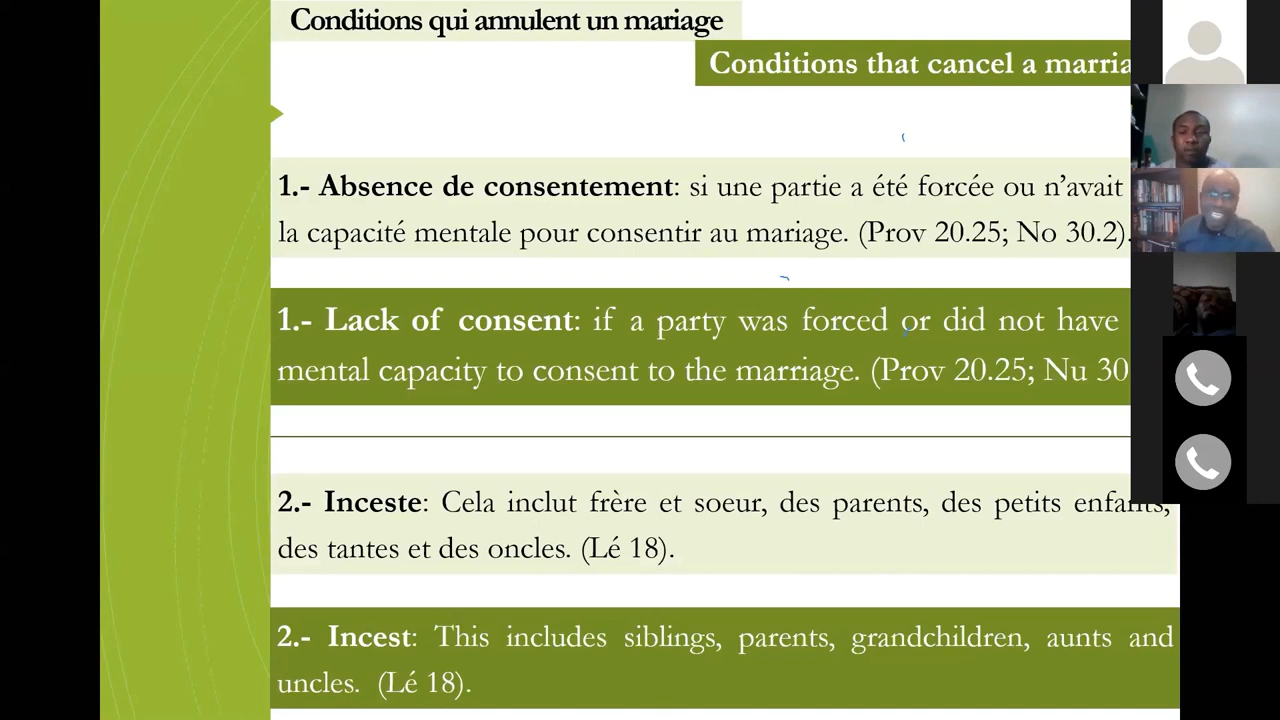 Conditions qui annulent un mariage
Conditions that cancel a marria
1.- Absence de consentement: si une partie a été forcée ou n’avait
la capacité mentale pour consentir au mariage. (Prov 20.25; No 30.2).
1.- Lack of consent: if a party was forced or did not have
mental capacity to consent to the marriage. (Prov 20.25; Nu 30
2.- Inceste: Cela inclut frère et soeur, des parents, des petits enfants,
des tantes et des oncles. (Lé 18).
2.- Incest: This includes siblings, parents, grandchildren, aunts and
uncles. (Lé 18).